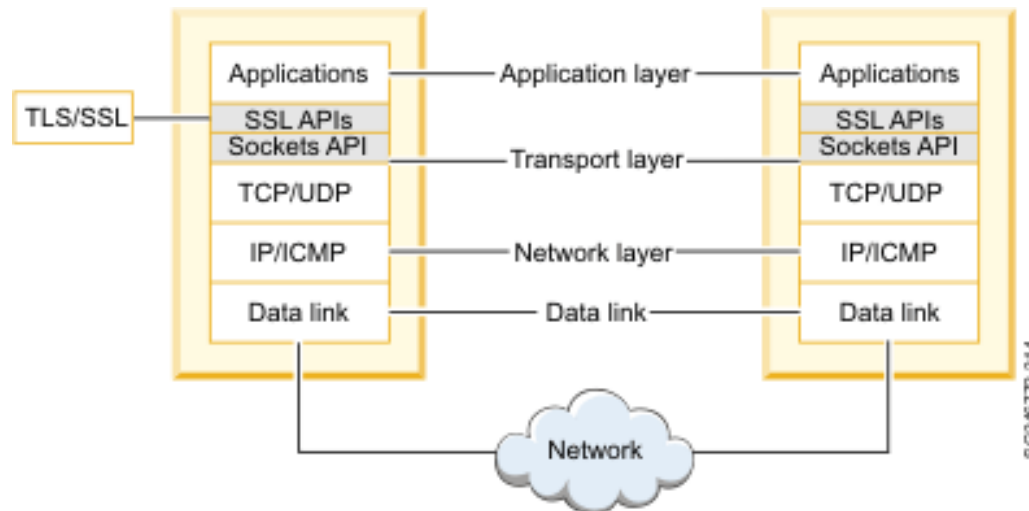 Applications
Application layer
Applications
TLS/SSL
SSL APIs
SSL APIs
Sockets API
Sockets API
Transport layer
TCP/UDP
TCP/UDP
IP/ICMP
Network layer
IP/ICMP
Data link
Data link
Data link
Network